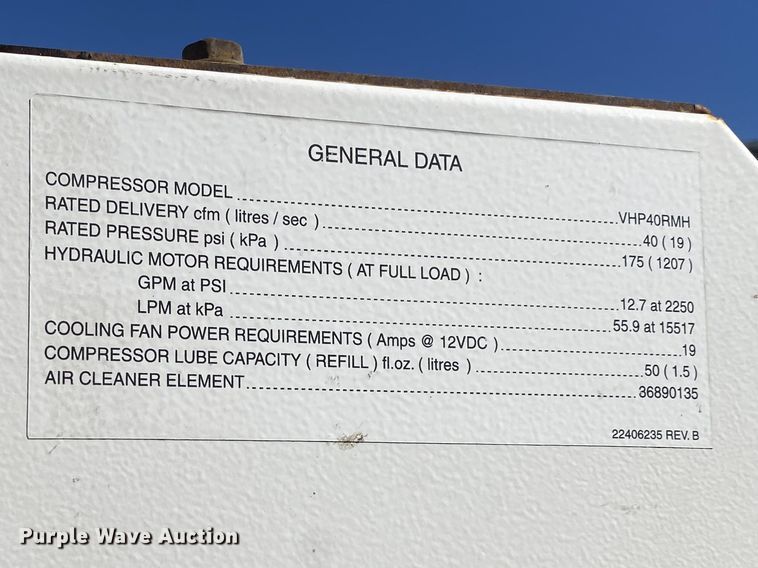 GENERAL DATA
COMPRESSOR MODEL VHP40RMH
RATED DELIVERY cfm ( litres / sec ) 40 ( 19 )
RATED PRESSURE psi ( kPa ) 175 ( 1207 )
HYDRAULIC MOTOR REQUIREMENTS ( AT FULL LOAD ) :
GPM at PSI 12.7 at 2250
LPM at kPa 55.9 at 15517
COOLING FAN POWER REQUIREMENTS ( Amps @ 12VDC ) 19
COMPRESSOR LUBE CAPACITY ( REFILL ) fl.oz. ( litres ) 50 ( 1.5 )
AIR CLEANER ELEMENT 36890135
22406235 REV. B
Purple Wave Auction